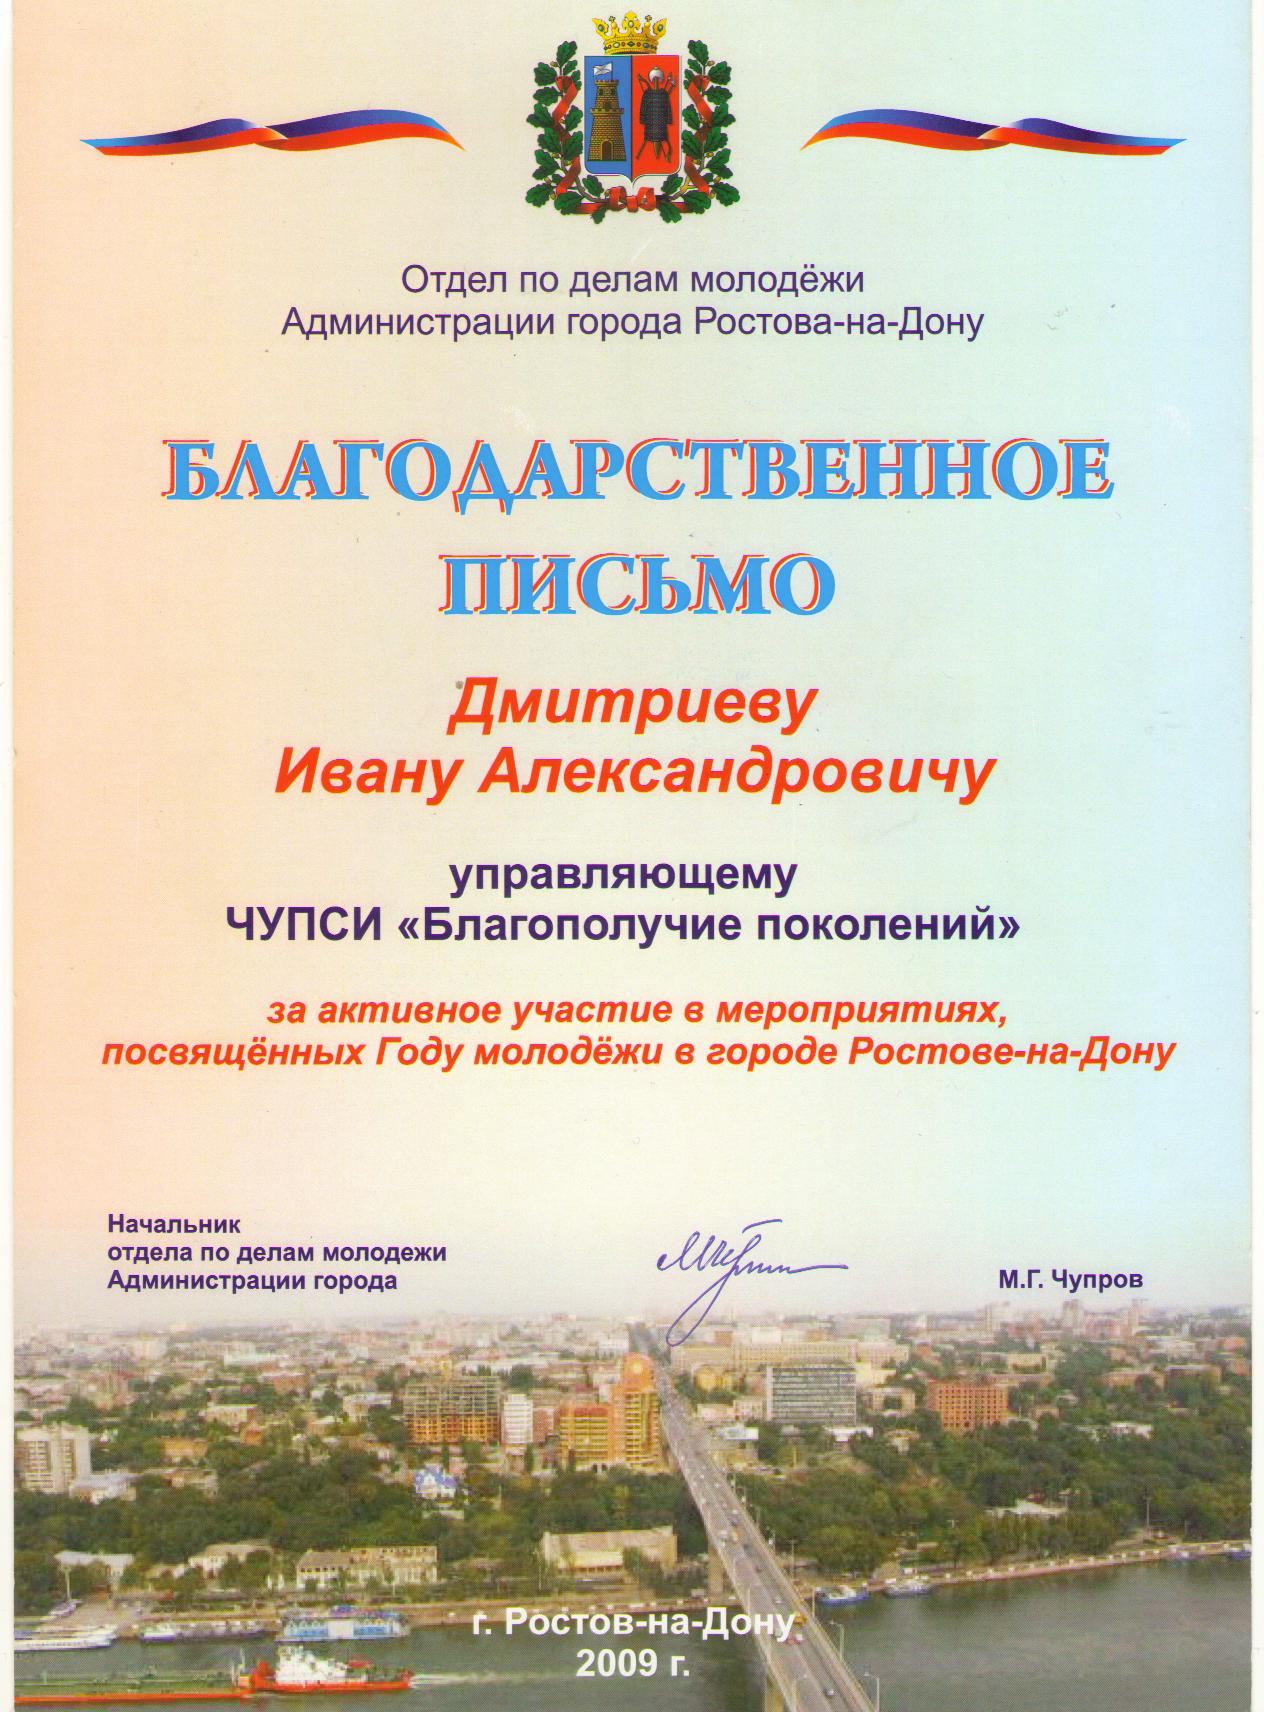 Отдел по делам молодёжи
Администрации города Ростова-на-Дону
БЛАГОДАРСТВЕННОЕ
ПИСЬМО
Дмитриеву
Ивану Александровичу
управляющему
ЧУПСИ «Благополучие поколений»
за активное участие в мероприятиях,
посвящённых Году молодёжи в городе Ростове-на-Дону
Начальник
отдела по делам молодежи
Администрации города
М.Г. Чупров
г. Ростов-на-Дону
2009 г.